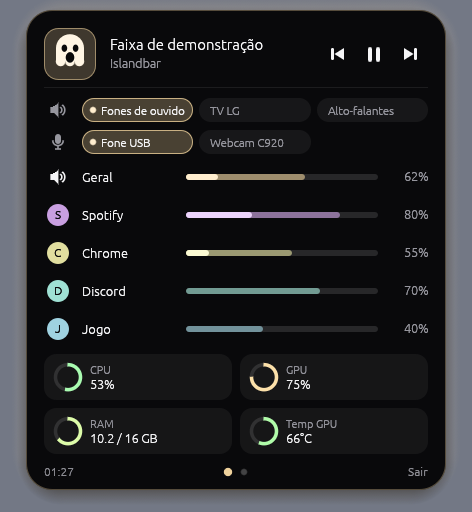 Faixa de demonstração
Islandbar
Fones de ouvido TV LG Alto-falantes
Fone USB Webcam C920
Geral 62%
S Spotify 80%
C Chrome 55%
D Discord 70%
J Jogo 40%
CPU GPU
53% 75%
RAM Temp GPU
10.2 / 16 GB 66°C
01:27 Sair